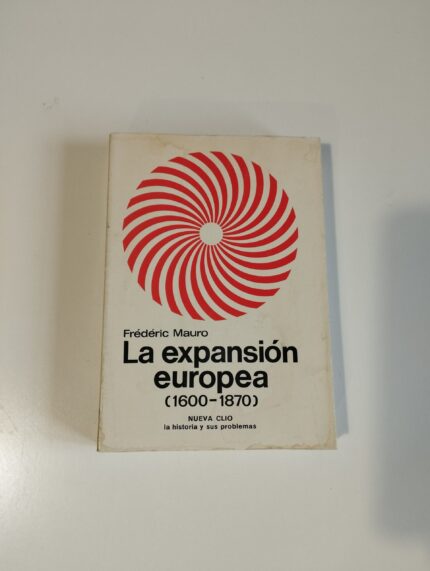 Frédéric Mauro
La expansión
europea
(1600-1870)
NUEVA CLIO
la historia y sus problemas